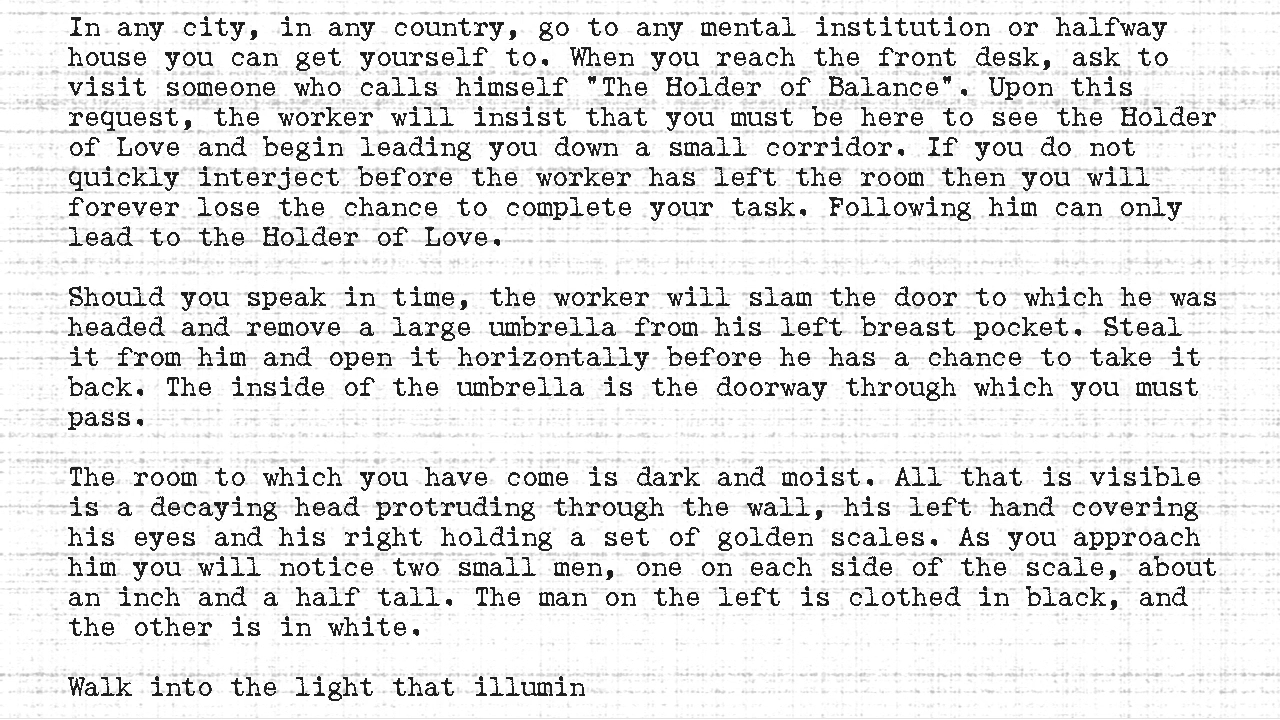 In any city, in any country, go to any mental institution or halfway
house you can get yourself to. When you reach the front desk, ask to
visit someone who calls himself "The Holder of Balance". Upon this
request, the worker will insist that you must be here to see the Holder
of Love and begin leading you down a small corridor. If you do not
quickly interject before the worker has left the room then you will
forever lose the chance to complete your task. Following him can only
lead to the Holder of Love.
Should you speak in time, the worker will slam the door to which he was
headed and remove a large umbrella from his left breast pocket. Steal
it from him and open it horizontally before he has a chance to take it
back. The inside of the umbrella is the doorway through which you must
pass.
The room to which you have come is dark and moist. All that is visible
is a decaying head protruding through the wall, his left hand covering
his eyes and his right holding a set of golden scales. As you approach
him you will notice two small men, one on each side of the scale, about
an inch and a half tall. The man on the left is clothed in black, and
the other is in white.
Walk into the light that illumin